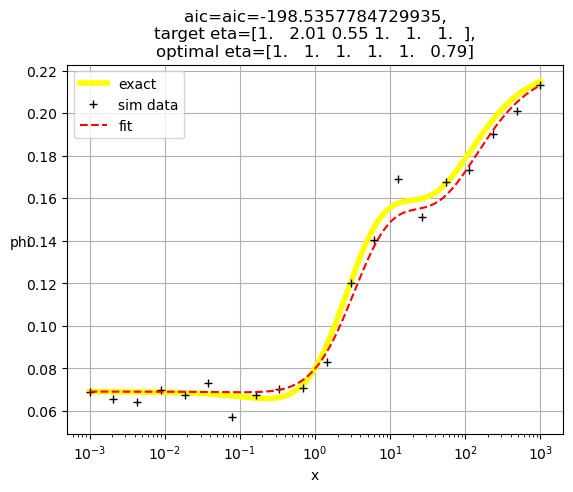 aic=aic=-198.5357784729935,
target eta=[1.   2.01 0.55 1.   1.   1.  ],
optimal eta=[1.   1.   1.   1.   1.   0.79]
exact
sim data
fit
0.22
0.20
0.18
0.16
0.14
0.12
0.10
0.08
0.06
phi
10⁻³
10⁻²
10⁻¹
10⁰
10¹
10²
10³
x